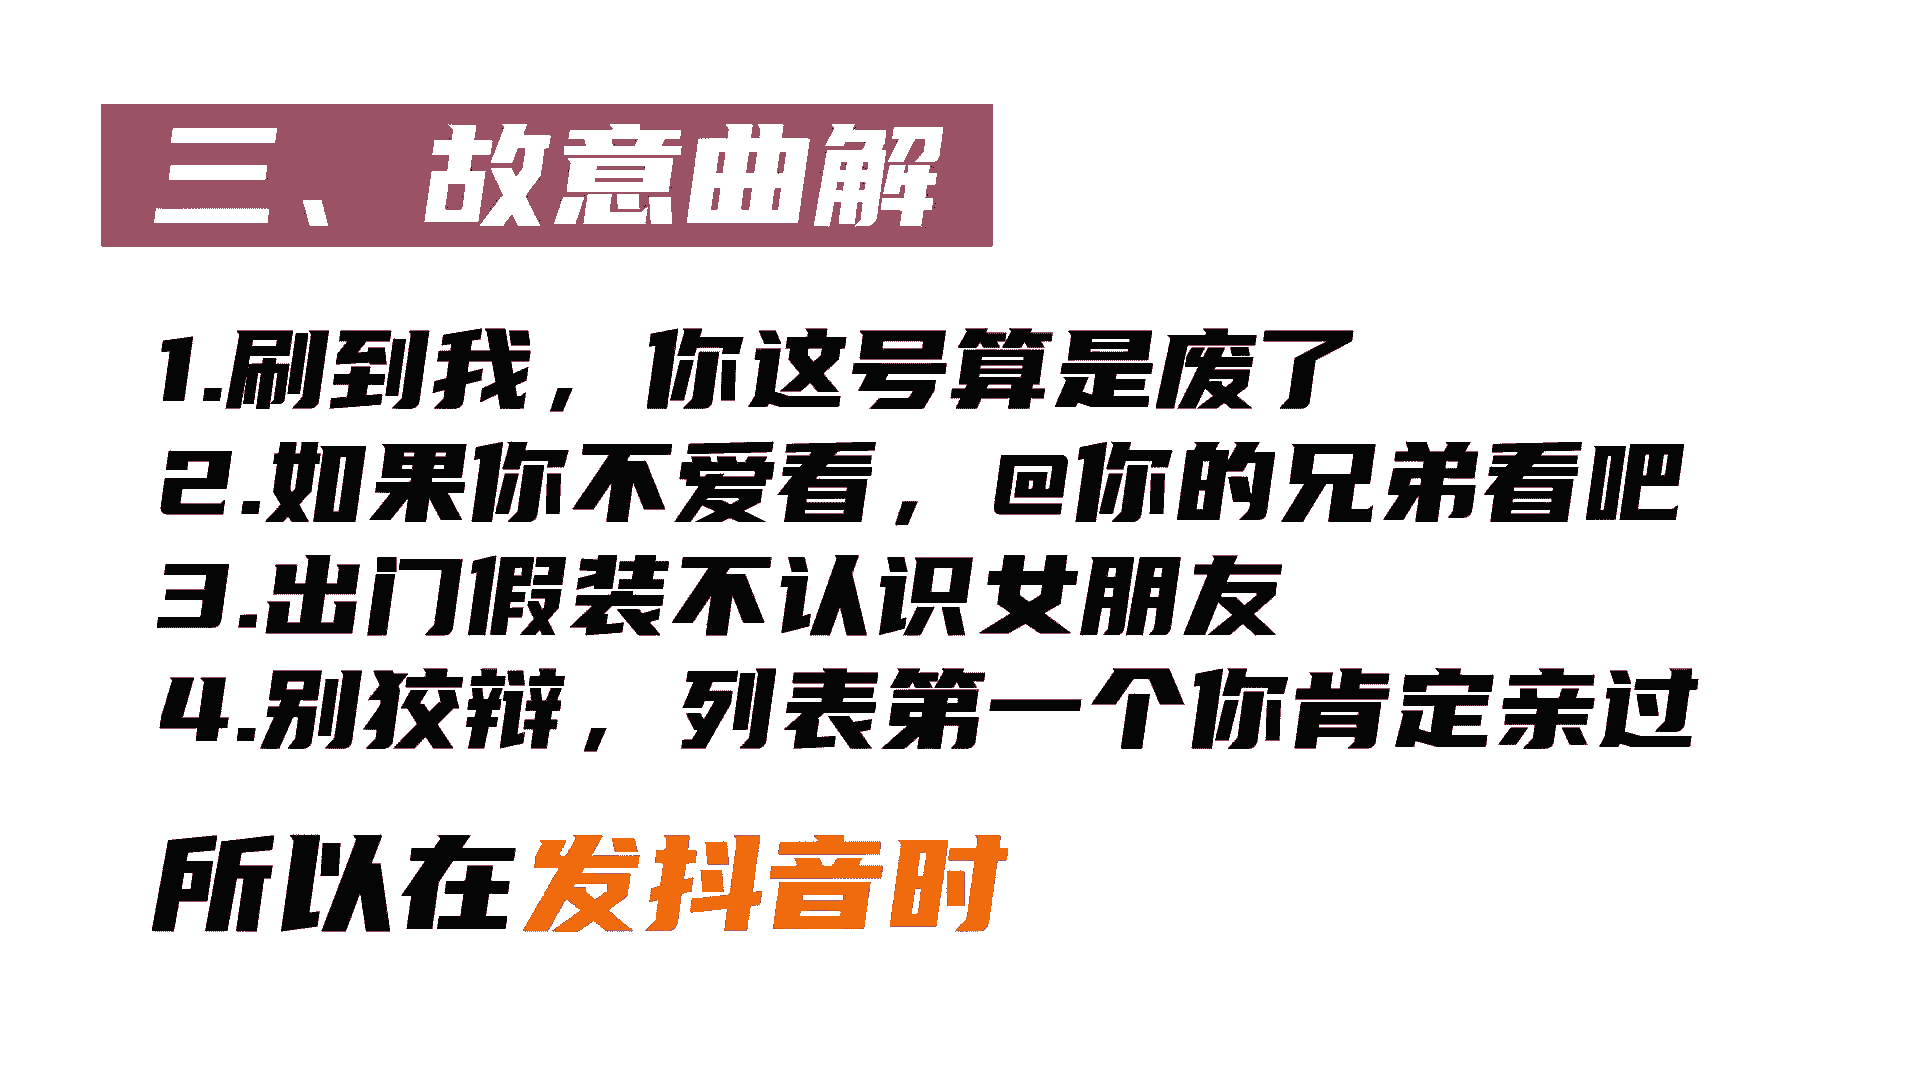 三、故意曲解
1.刷到我，你这号算是废了
2.如果你不爱看，@你的兄弟看吧
3.出门假装不认识女朋友
4.别狡辩，列表第一个你肯定亲过
所以在发抖音时